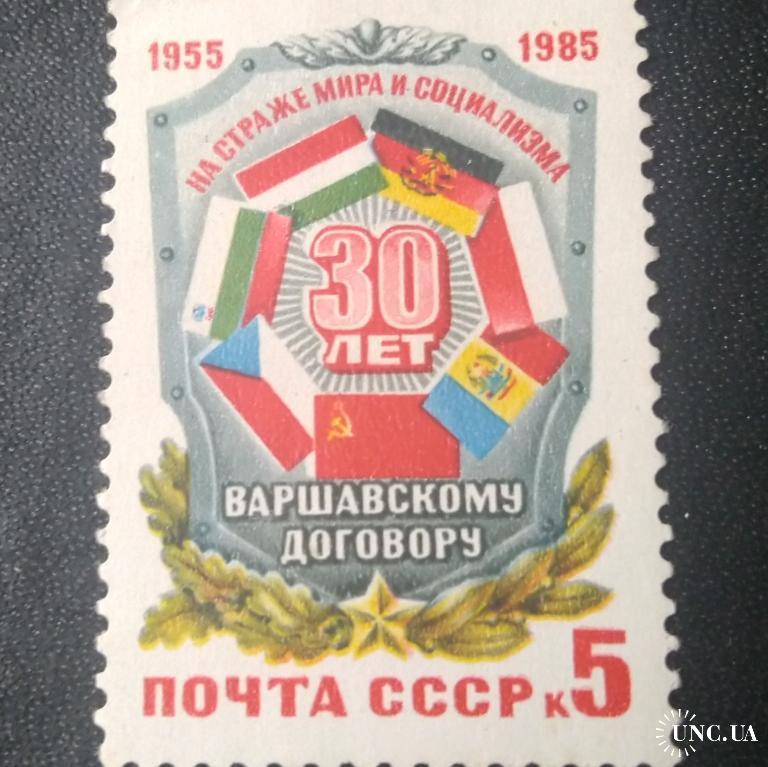 1955 1985
НА СТРАЖЕ МИРА И СОЦИАЛИЗМА
30
ЛЕТ
ВАРШАВСКОМУ
ДОГОВОРУ
ПОЧТА СССР к5
UNC.UA